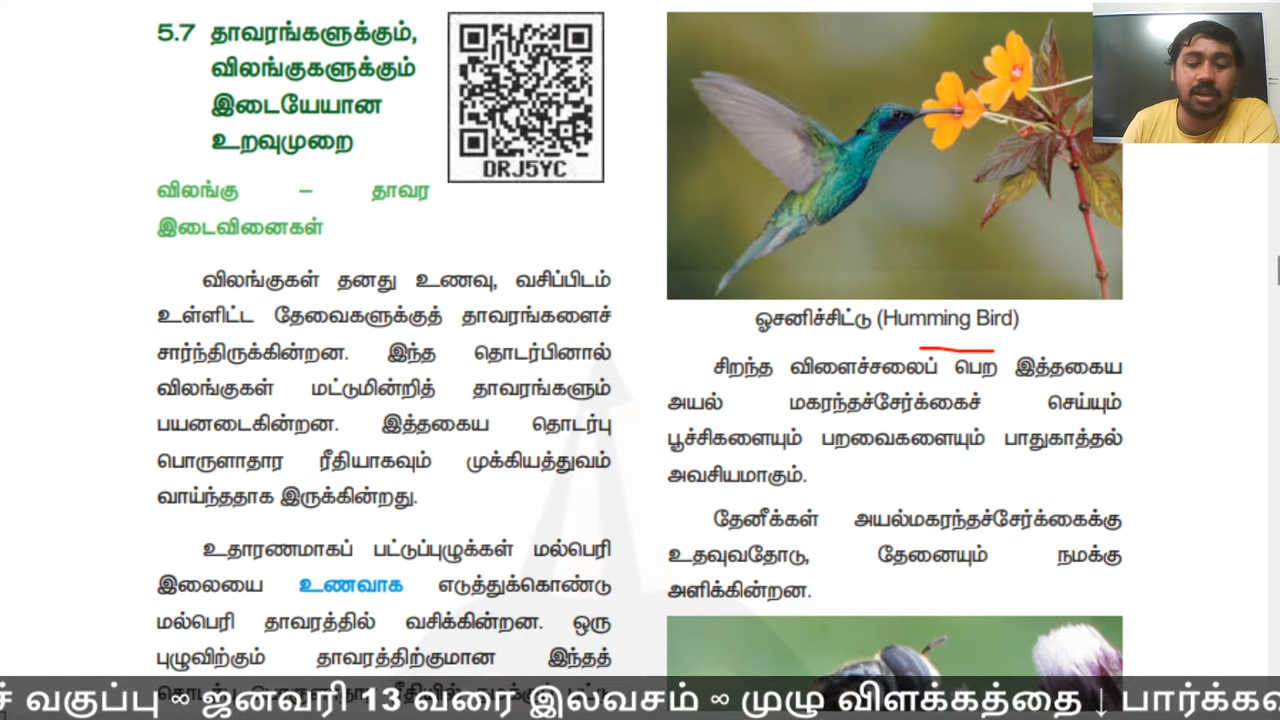 5.7 தாவரங்களுக்கும்,
விலங்குகளுக்கும்
இடையேயான
உறவுமுறை
DRJ5YC
விலங்கு – தாவர
இடைவினைகள்
விலங்குகள் தனது உணவு, வசிப்பிடம்
உள்ளிட்ட தேவைகளுக்குத் தாவரங்களைச்
சார்ந்திருக்கின்றன. இந்த தொடர்பினால்
விலங்குகள் மட்டுமின்றித் தாவரங்களும்
பயனடைகின்றன. இத்தகைய தொடர்பு
பொருளாதார ரீதியாகவும் முக்கியத்துவம்
வாய்ந்ததாக இருக்கின்றது.
உதாரணமாகப் பட்டுப்புழுக்கள் மல்பெரி
இலையை உணவாக எடுத்துக்கொண்டு
மல்பெரி தாவரத்தில் வசிக்கின்றன. ஒரு
புழுவிற்கும் தாவரத்திற்குமான இந்தத்
ஓசனிச்சிட்டு (Humming Bird)
சிறந்த விளைச்சலைப் பெற இத்தகைய
அயல் மகரந்தச்சேர்க்கைச் செய்யும்
பூச்சிகளையும் பறவைகளையும் பாதுகாத்தல்
அவசியமாகும்.
தேனீக்கள் அயல்மகரந்தச்சேர்க்கைக்கு
உதவுவதோடு, தேனையும் நமக்கு
அளிக்கின்றன.
ச் வகுப்பு ∞ ஜனவரி 13 வரை இலவசம் ∞ முழு விளக்கத்தை ↓ பார்க்கவ